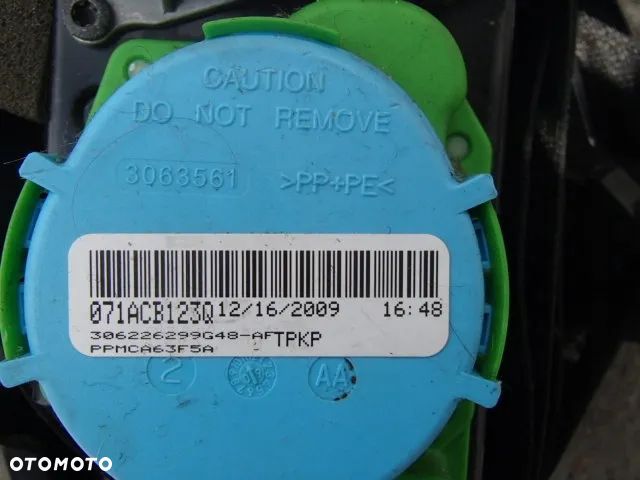 CAUTION
DO NOT REMOVE
3063561 >PP+PE<
071ACB123Q 12/16/2009 16:48
306226299G48-AF TPKP
PPMCA63F5A
2 AA
OTOMOTO